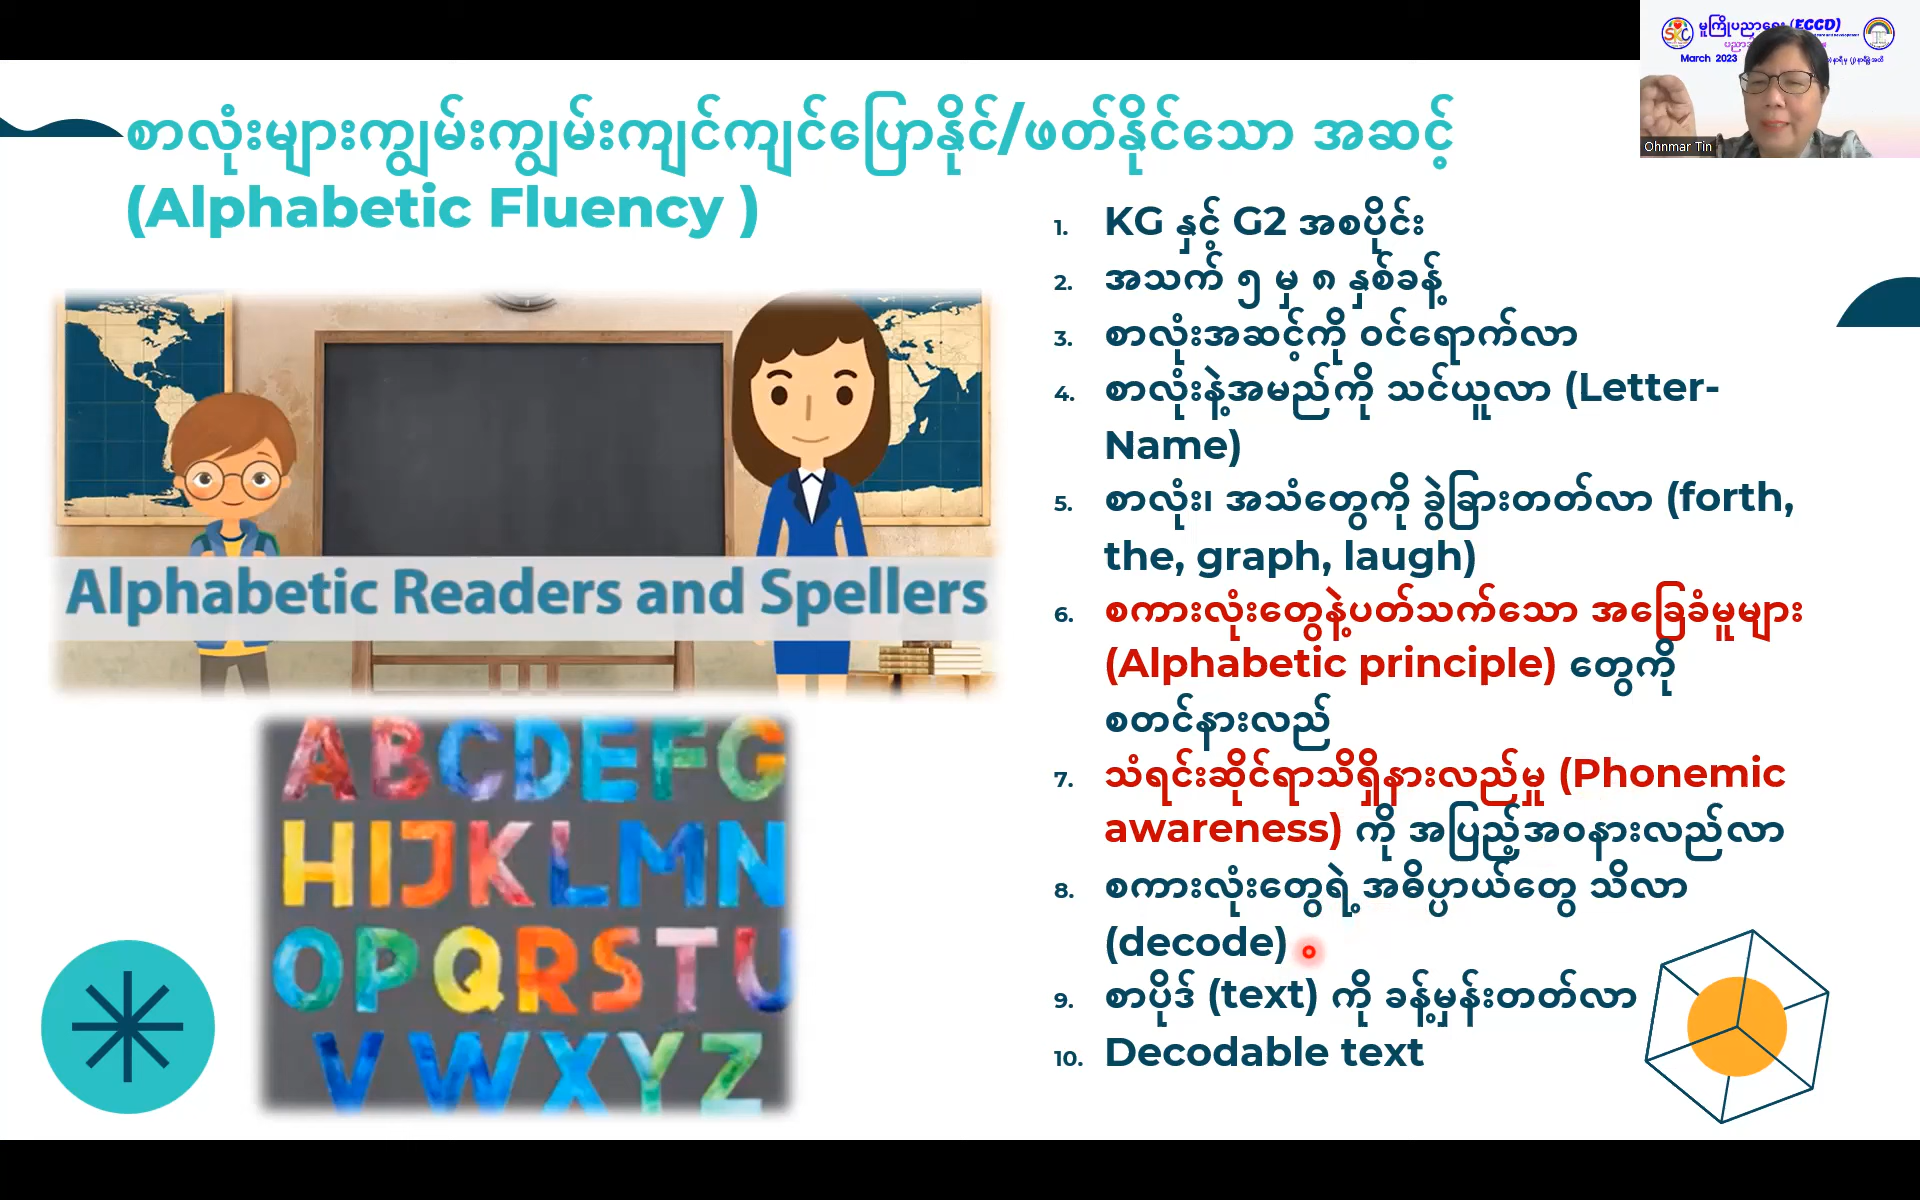 မူကြိုပညာရေး (ECCD)
March 2023
Ohnmar Tin
စာလုံးများကျွမ်းကျွမ်းကျင်ကျင်ပြောနိုင်/ဖတ်နိုင်သော အဆင့်
(Alphabetic Fluency )
Alphabetic Readers and Spellers
ABCDEFG
HIJKLMN
OPQRSTU
VWXYZ
1. KG နှင့် G2 အစပိုင်း
2. အသက် ၅ မှ ၈ နှစ်ခန့်
3. စာလုံးအဆင့်ကို ဝင်ရောက်လာ
4. စာလုံးနဲ့အမည်ကို သင်ယူလာ (Letter-
Name)
5. စာလုံး၊ အသံတွေကို ခွဲခြားတတ်လာ (forth,
the, graph, laugh)
6. စကားလုံးတွေနဲ့ပတ်သက်သော အခြေခံမူများ
(Alphabetic principle) တွေကို
စတင်နားလည်
7. သံရင်းဆိုင်ရာသိရှိနားလည်မှု (Phonemic
awareness) ကို အပြည့်အဝနားလည်လာ
8. စကားလုံးတွေရဲ့အဓိပ္ပာယ်တွေ သိလာ
(decode)
9. စာပိုဒ် (text) ကို ခန့်မှန်းတတ်လာ
10. Decodable text